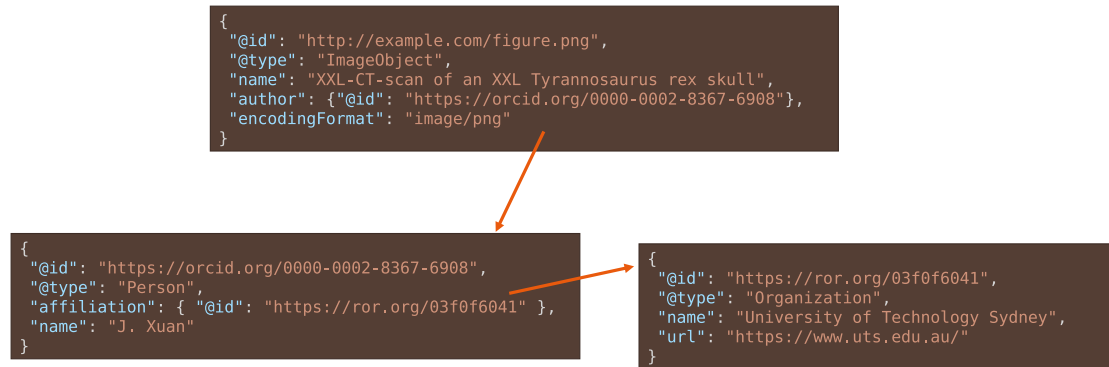 {
"@id": "http://example.com/figure.png",
"@type": "ImageObject",
"name": "XXL-CT-scan of an XXL Tyrannosaurus rex skull",
"author": {"@id": "https://orcid.org/0000-0002-8367-6908"},
"encodingFormat": "image/png"
}
{
"@id": "https://orcid.org/0000-0002-8367-6908",
"@type": "Person",
"affiliation": { "@id": "https://ror.org/03f0f6041" },
"name": "J. Xuan"
}
{
"@id": "https://ror.org/03f0f6041",
"@type": "Organization",
"name": "University of Technology Sydney",
"url": "https://www.uts.edu.au/"
}